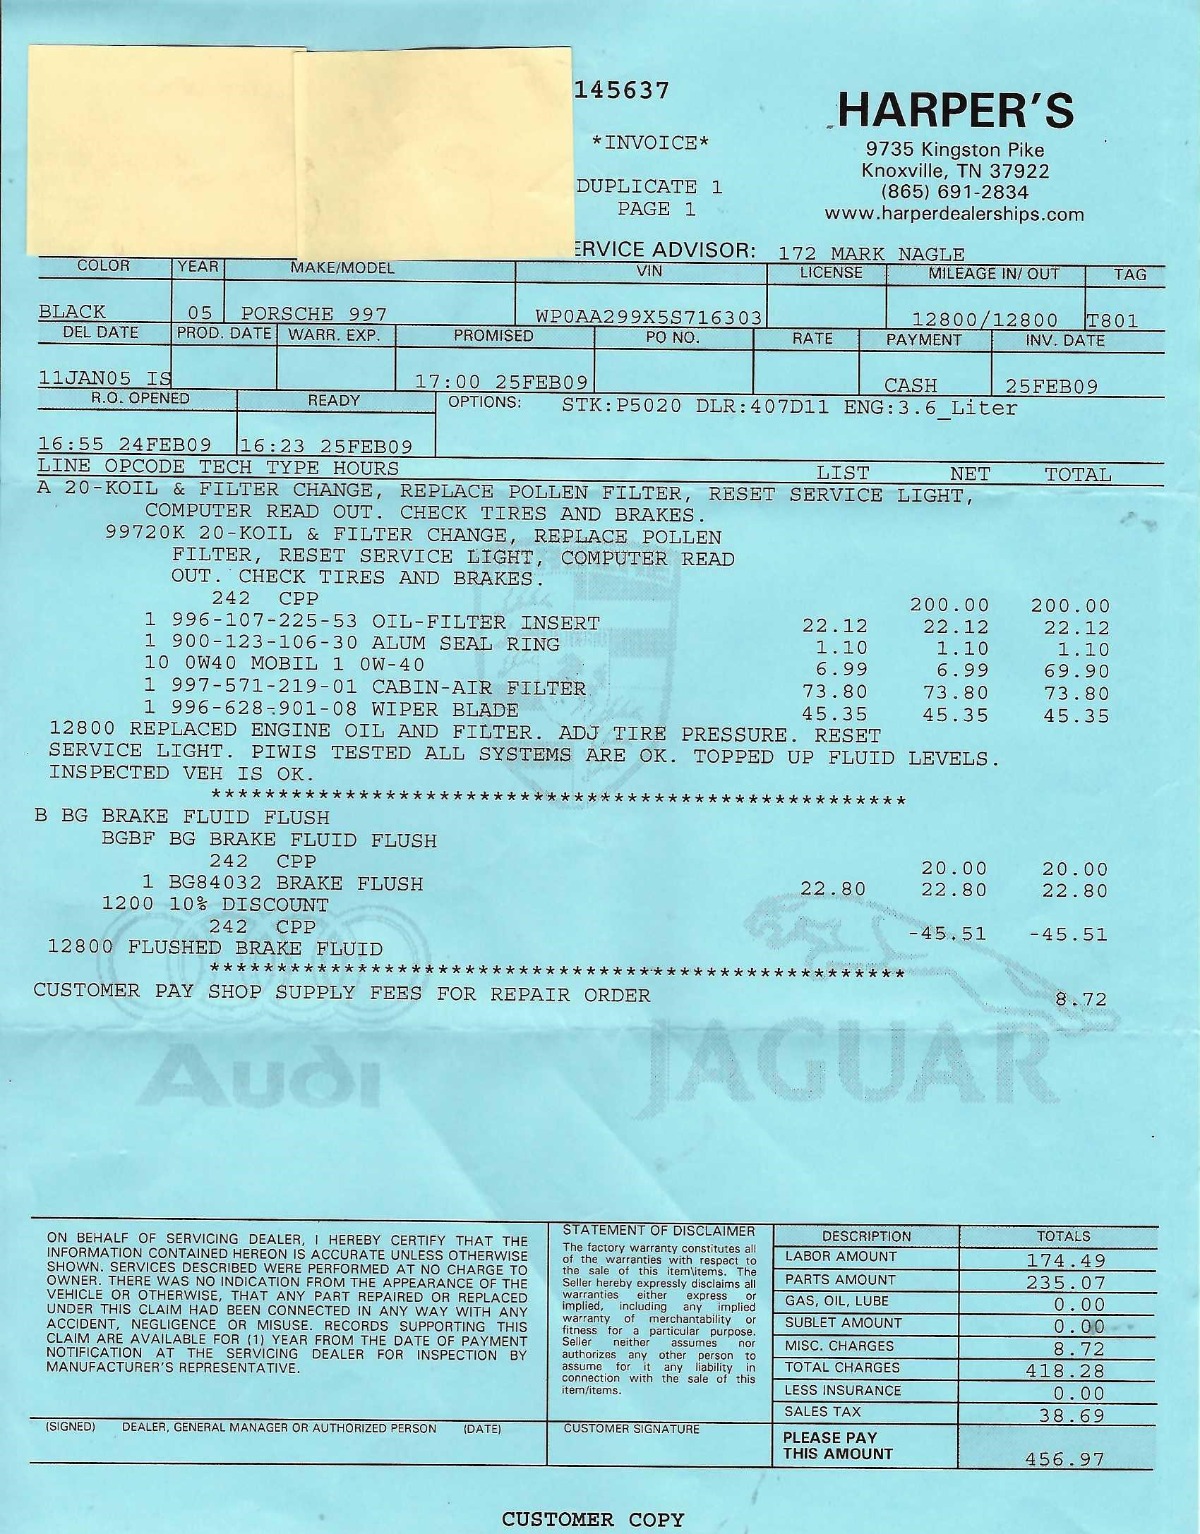 145637
HARPER'S
*INVOICE*
9735 Kingston Pike
Knoxville, TN 37922
DUPLICATE 1
(865) 691-2834
PAGE 1
www.harperdealerships.com
ERVICE ADVISOR: 172 MARK NAGLE
COLOR YEAR MAKE/MODEL VIN LICENSE MILEAGE IN/ OUT TAG
BLACK 05 PORSCHE 997 WP0AA299X5S716303 12800/12800 T801
DEL DATE PROD. DATE WARR. EXP. PROMISED PO NO. RATE PAYMENT INV. DATE
11JAN05 IS 17:00 25FEB09 CASH 25FEB09
R.O. OPENED READY OPTIONS: STK:P5020 DLR:407D11 ENG:3.6_Liter
16:55 24FEB09 16:23 25FEB09
LINE OPCODE TECH TYPE HOURS LIST NET TOTAL
A 20-KOIL & FILTER CHANGE, REPLACE POLLEN FILTER, RESET SERVICE LIGHT,
COMPUTER READ OUT. CHECK TIRES AND BRAKES.
99720K 20-KOIL & FILTER CHANGE, REPLACE POLLEN
FILTER, RESET SERVICE LIGHT, COMPUTER READ
OUT. CHECK TIRES AND BRAKES.
242 CPP 200.00 200.00
1 996-107-225-53 OIL-FILTER INSERT 22.12 22.12 22.12
1 900-123-106-30 ALUM SEAL RING 1.10 1.10 1.10
10 0W40 MOBIL 1 0W-40 6.99 6.99 69.90
1 997-571-219-01 CABIN-AIR FILTER 73.80 73.80 73.80
1 996-628-901-08 WIPER BLADE 45.35 45.35 45.35
12800 REPLACED ENGINE OIL AND FILTER. ADJ TIRE PRESSURE. RESET
SERVICE LIGHT. PIWIS TESTED ALL SYSTEMS ARE OK. TOPPED UP FLUID LEVELS.
INSPECTED VEH IS OK.
****************************************************
B BG BRAKE FLUID FLUSH
BGBF BG BRAKE FLUID FLUSH
242 CPP 20.00 20.00
1 BG84032 BRAKE FLUSH 22.80 22.80 22.80
1200 10% DISCOUNT
242 CPP -45.51 -45.51
12800 FLUSHED BRAKE FLUID
****************************************************
CUSTOMER PAY SHOP SUPPLY FEES FOR REPAIR ORDER 8.72
Audi JAGUAR
ON BEHALF OF SERVICING DEALER, I HEREBY CERTIFY THAT THE
INFORMATION CONTAINED HEREON IS ACCURATE UNLESS OTHERWISE
SHOWN. SERVICES DESCRIBED WERE PERFORMED AT NO CHARGE TO
OWNER. THERE WAS NO INDICATION FROM THE APPEARANCE OF THE
VEHICLE OR OTHERWISE, THAT ANY PART REPAIRED OR REPLACED
UNDER THIS CLAIM HAD BEEN CONNECTED IN ANY WAY WITH ANY
ACCIDENT, NEGLIGENCE OR MISUSE. RECORDS SUPPORTING THIS
CLAIM ARE AVAILABLE FOR (1) YEAR FROM THE DATE OF PAYMENT
NOTIFICATION AT THE SERVICING DEALER FOR INSPECTION BY
MANUFACTURER'S REPRESENTATIVE.
(SIGNED) DEALER, GENERAL MANAGER OR AUTHORIZED PERSON (DATE)
STATEMENT OF DISCLAIMER
The factory warranty constitutes all
of the warranties with respect to
the sale of this item\items. The
Seller hereby expressly disclaims all
warranties either express or
implied, including any implied
warranty of merchantability or
fitness for a particular purpose.
Seller neither assumes nor
authorizes any other person to
assume for it any liability in
connection with the sale of this
item/items.
CUSTOMER SIGNATURE
DESCRIPTION TOTALS
LABOR AMOUNT 174.49
PARTS AMOUNT 235.07
GAS, OIL, LUBE 0.00
SUBLET AMOUNT 0.00
MISC. CHARGES 8.72
TOTAL CHARGES 418.28
LESS INSURANCE 0.00
SALES TAX 38.69
PLEASE PAY
THIS AMOUNT 456.97
CUSTOMER COPY